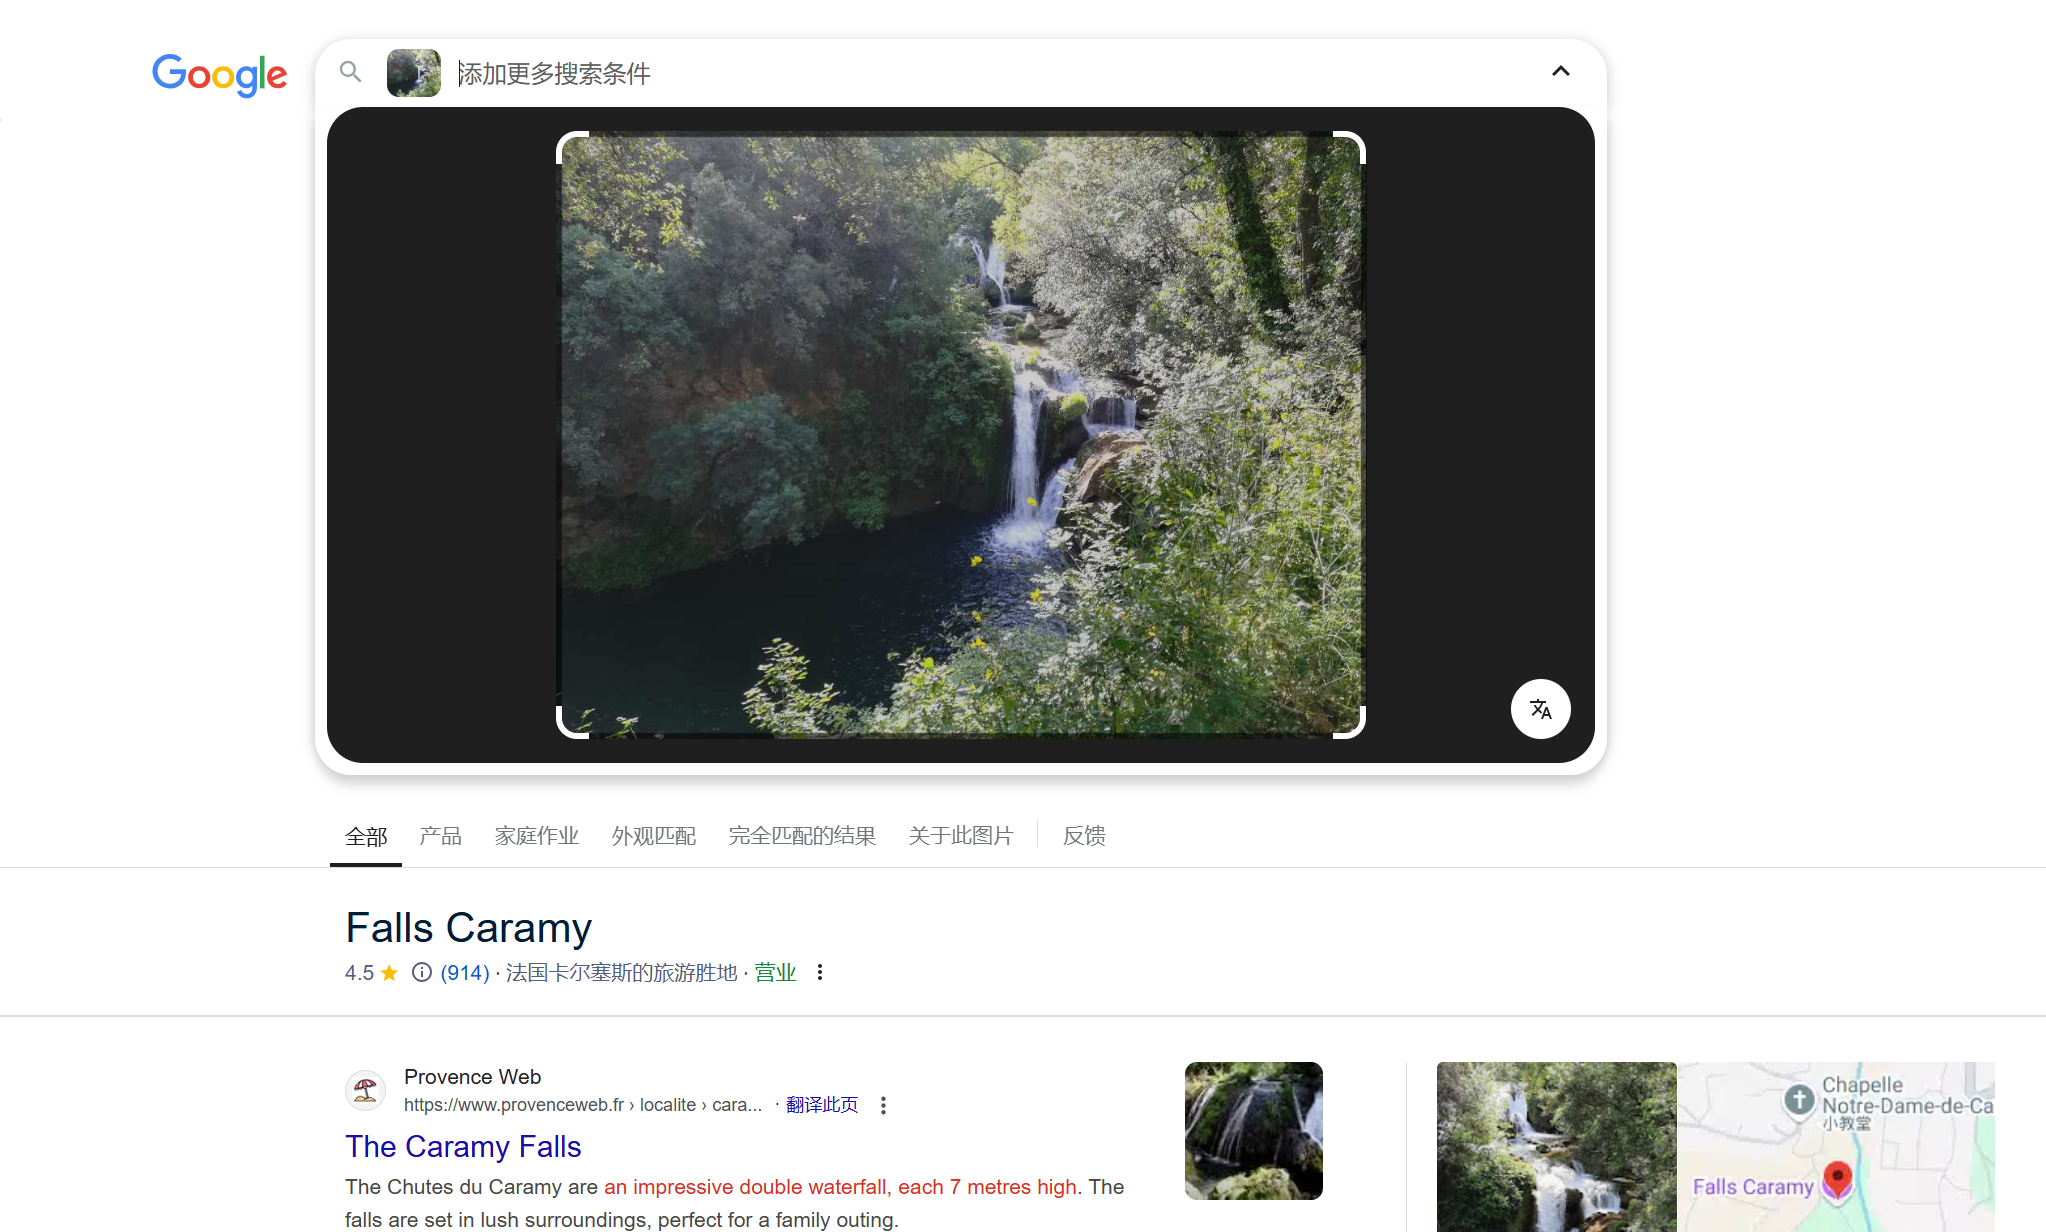 Google
添加更多搜索条件
全部 产品 家庭作业 外观匹配 完全匹配的结果 关于此图片 反馈
Falls Caramy
4.5 (914) · 法国卡尔塞斯的旅游胜地 · 营业
Provence Web
https://www.provenceweb.fr › localite › cara... · 翻译此页
The Caramy Falls
The Chutes du Caramy are an impressive double waterfall, each 7 metres high. The
falls are set in lush surroundings, perfect for a family outing.
Chapelle
Notre-Dame-de-Ca
小教堂
Falls Caramy